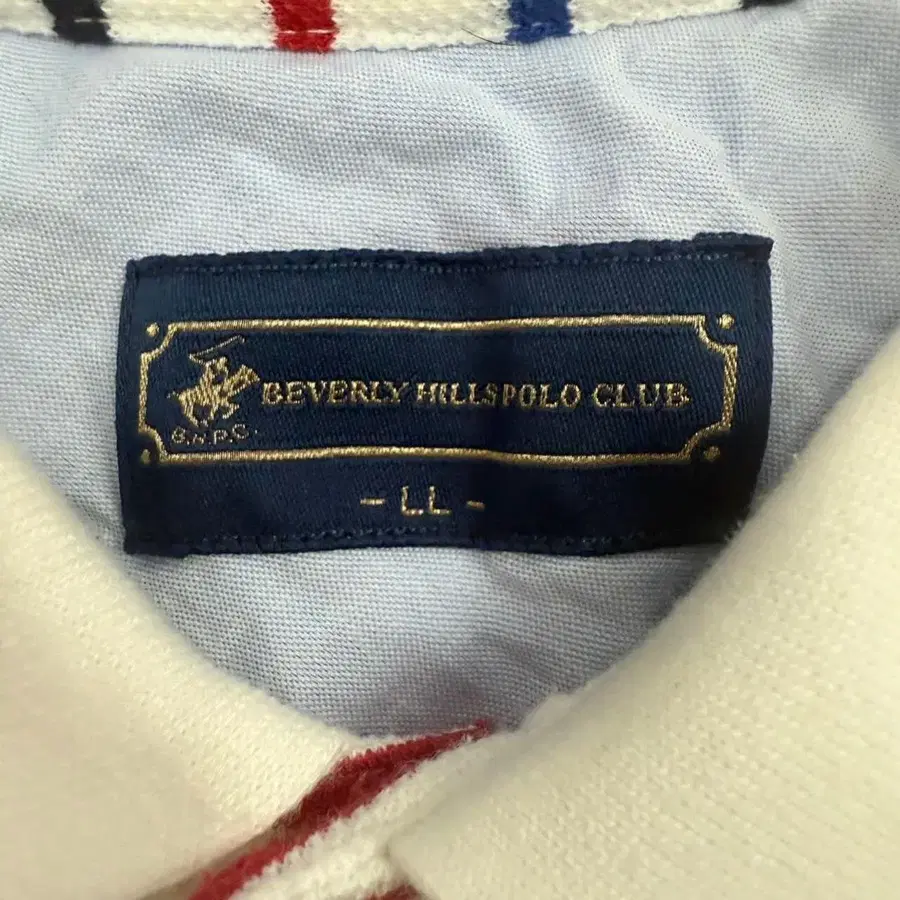 BEVERLY HILLS POLO CLUB
B.H.P.C.
- LL -